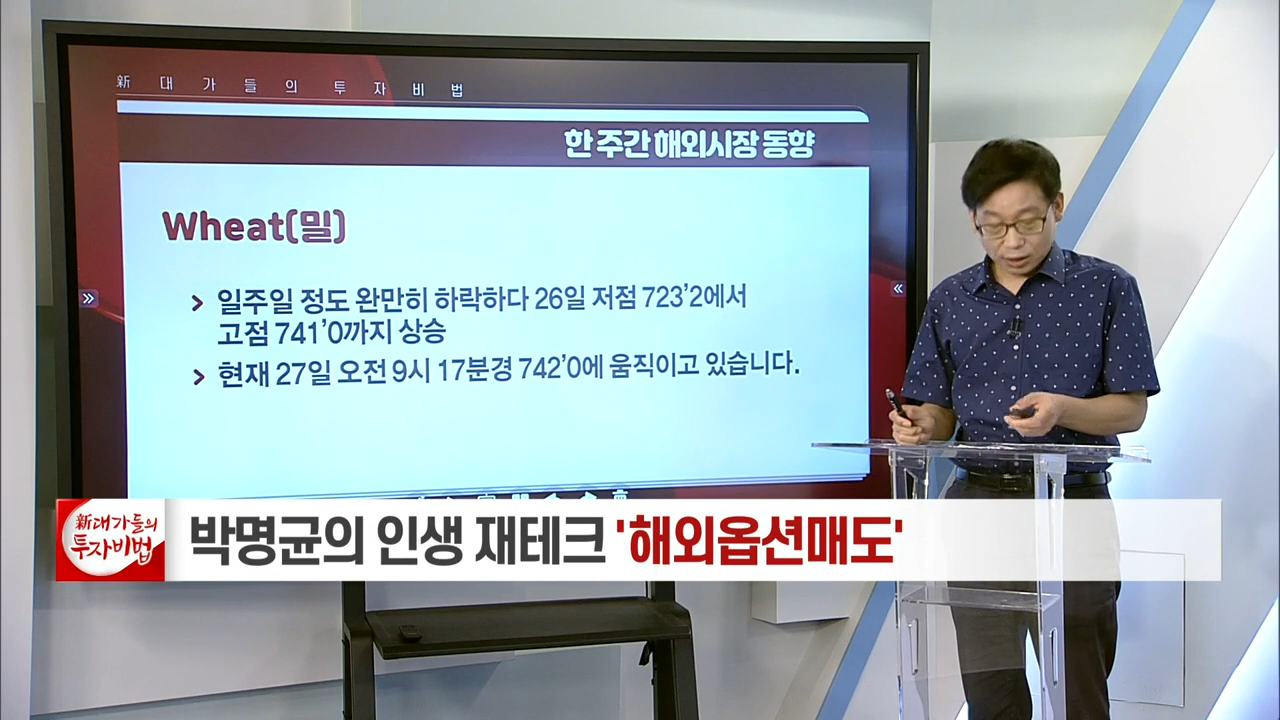 新 대 가 들 의 투 자 비 법
한 주간 해외시장 동향
Wheat(밀)
일주일 정도 완만히 하락하다 26일 저점 723'2에서
고점 741'0까지 상승
현재 27일 오전 9시 17분경 742'0에 움직이고 있습니다.
新대가들의
투자비법
박명균의 인생 재테크 '해외옵션매도'